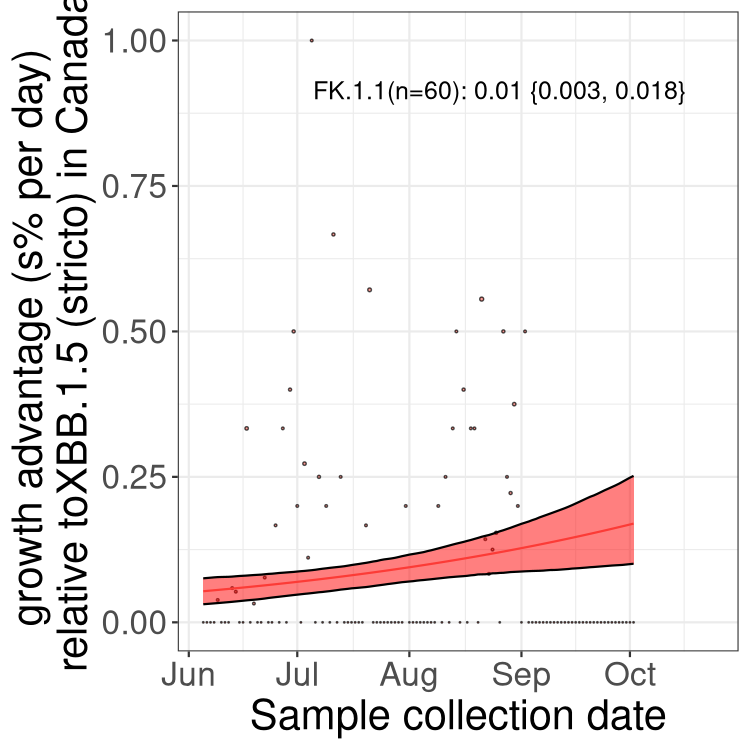 growth advantage (s% per day)
relative toXBB.1.5 (stricto) in Canada
1.00
0.75
0.50
0.25
0.00
FK.1.1(n=60): 0.01 {0.003, 0.018}
Jun Jul Aug Sep Oct
Sample collection date